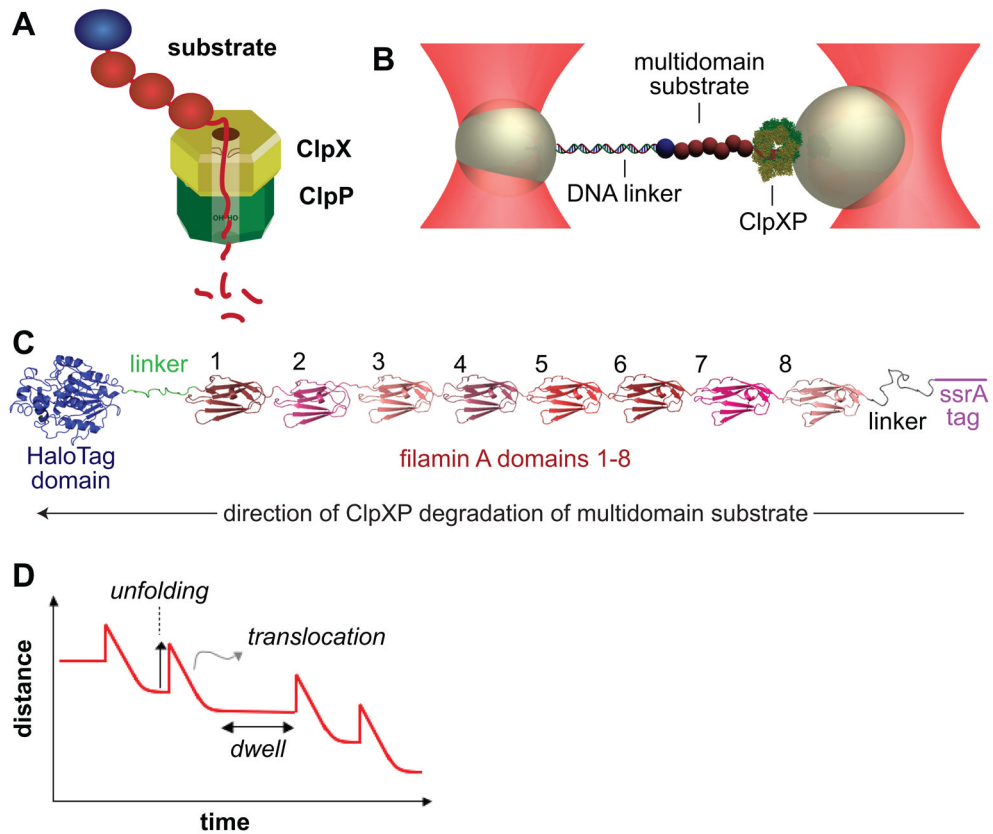 A
substrate
ClpX
ClpP
OH
HO
B
multidomain
substrate
DNA linker
ClpXP
C
linker
1
2
3
4
5
6
7
8
HaloTag
domain
filamin A domains 1-8
linker
ssrA
tag
direction of ClpXP degradation of multidomain substrate
D
unfolding
translocation
dwell
distance
time